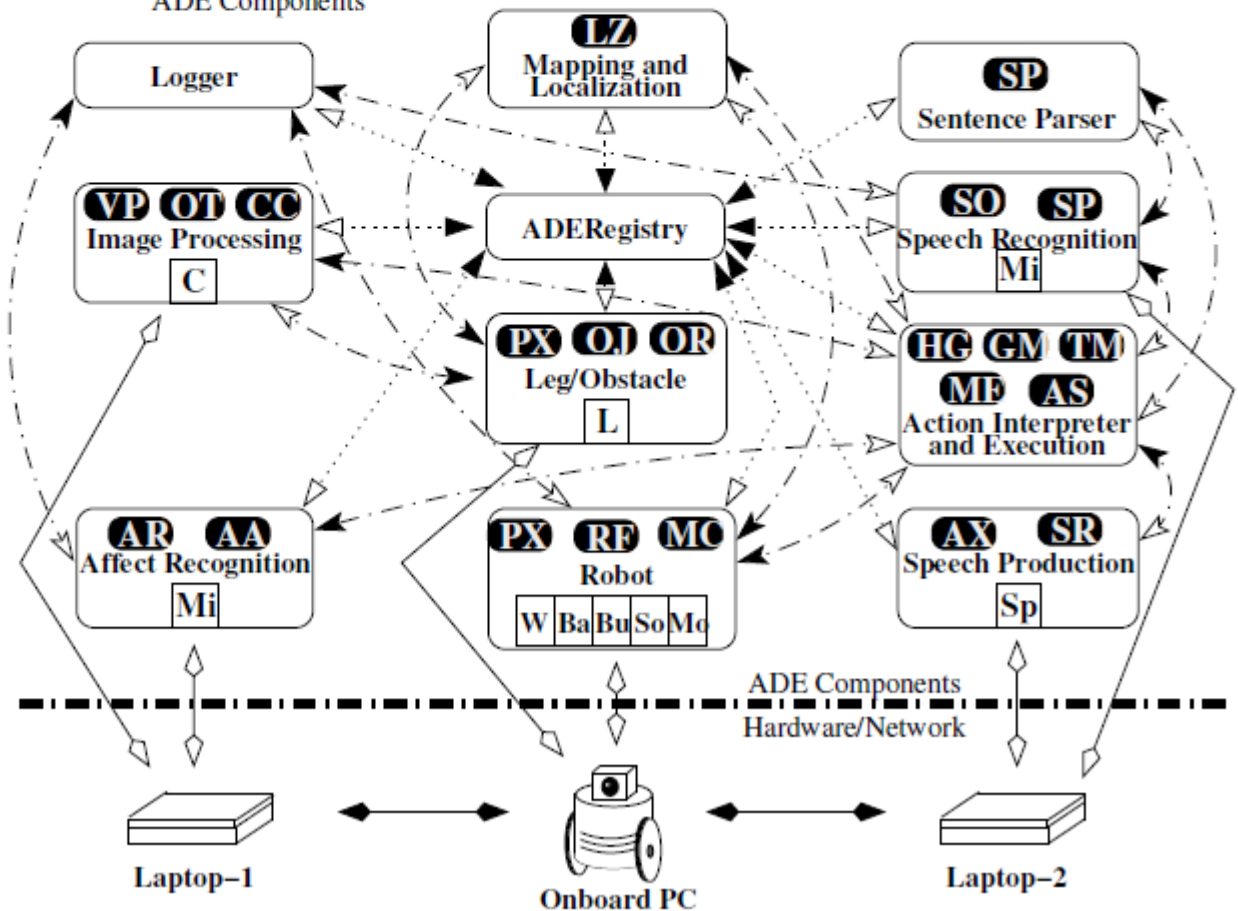 ADE Components
Logger
LZ
Mapping and
Localization
SP
Sentence Parser
VP OT CC
Image Processing
C
ADERegistry
SO SP
Speech Recognition
Mi
PX OJ OR
Leg/Obstacle
L
HG GM TM
ME AS
Action Interpreter
and Execution
AR AA
Affect Recognition
Mi
PX RF MC
Robot
W Ba Bu So Mo
AX SR
Speech Production
Sp
ADE Components
Hardware/Network
Laptop-1
Onboard PC
Laptop-2